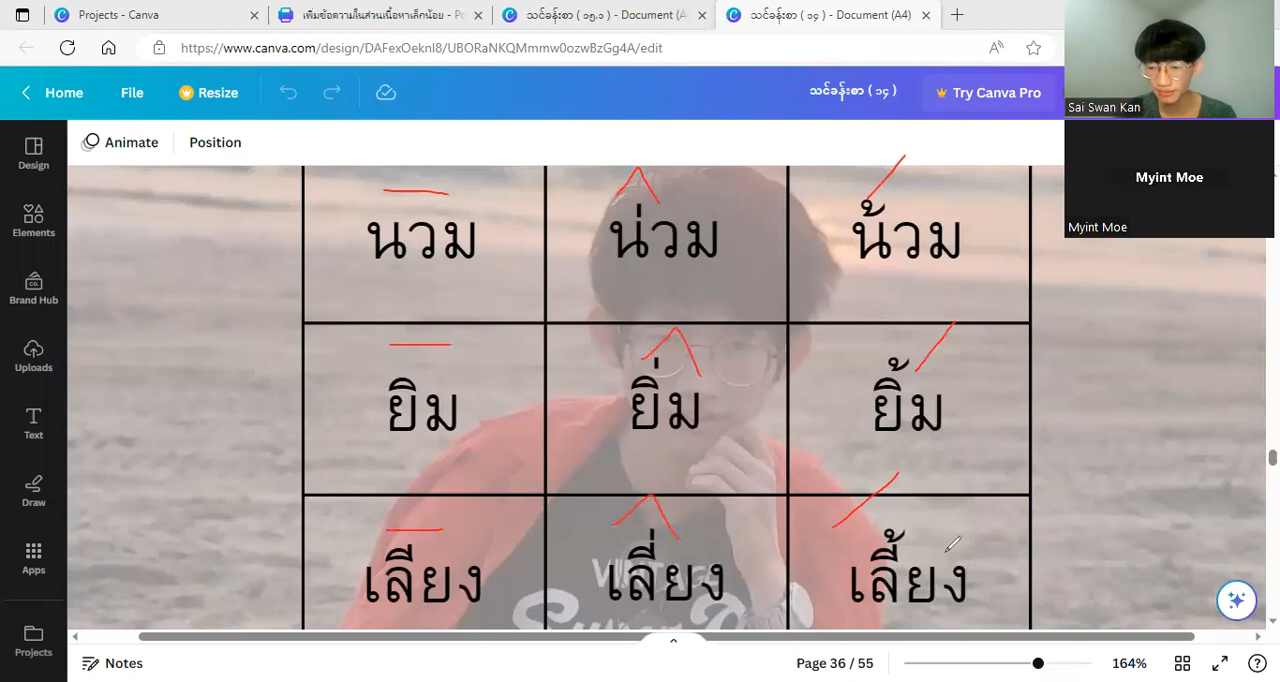 Projects - Canva
เพิ่มข้อความในส่วนเนื้อหาเล็กน้อย - Po
သင်ခန်းစာ ( ၁၅.၁ ) - Document (A4
သင်ခန်းစာ ( ၁၄ ) - Document (A4)
https://www.canva.com/design/DAFexOeknI8/UBORaNKQMmmw0ozwBzGg4A/edit
Home
File
Resize
သင်ခန်းစာ ( ၁၄ )
Try Canva Pro
Sai Swan Kan
Design
Animate
Position
Myint Moe
Myint Moe
Elements
Brand Hub
Uploads
Text
Draw
Apps
Projects
นวม น่วม น้วม
ยิม ยิ่ม ยิ้ม
เลียง เลี่ยง เลี้ยง
Notes
Page 36 / 55
164%